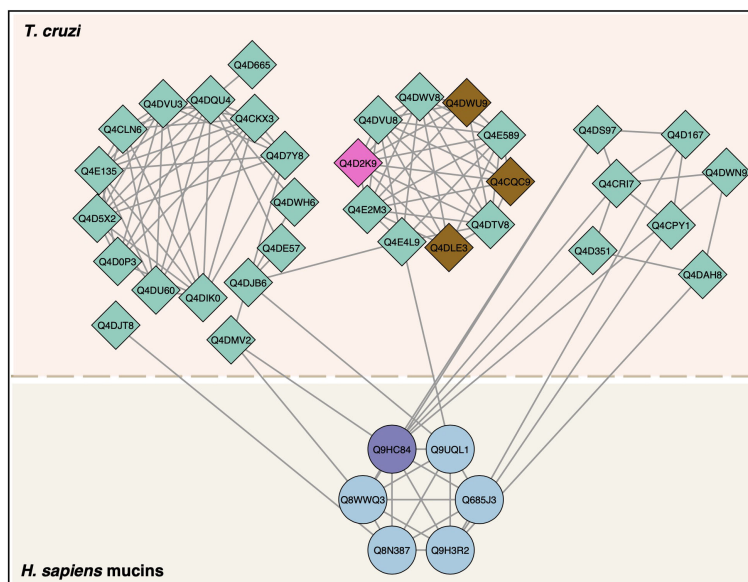 T. cruzi
Q4D665
Q4DVU3
Q4DQU4
Q4CKX3
Q4CLN6
Q4D7Y8
Q4E135
Q4DWH6
Q4D5X2
Q4DE57
Q4D0P3
Q4DU60
Q4DIK0
Q4DJB6
Q4DJT8
Q4DMV2
Q4DWV8
Q4DWU9
Q4DVU8
Q4E589
Q4D2K9
Q4CQC9
Q4E2M3
Q4DTV8
Q4E4L9
Q4DLE3
Q4DS97
Q4D167
Q4DWN9
Q4CRI7
Q4CPY1
Q4D351
Q4DAH8
Q9HC84
Q9UQL1
Q8WWQ3
Q685J3
Q8N387
Q9H3R2
H. sapiens mucins